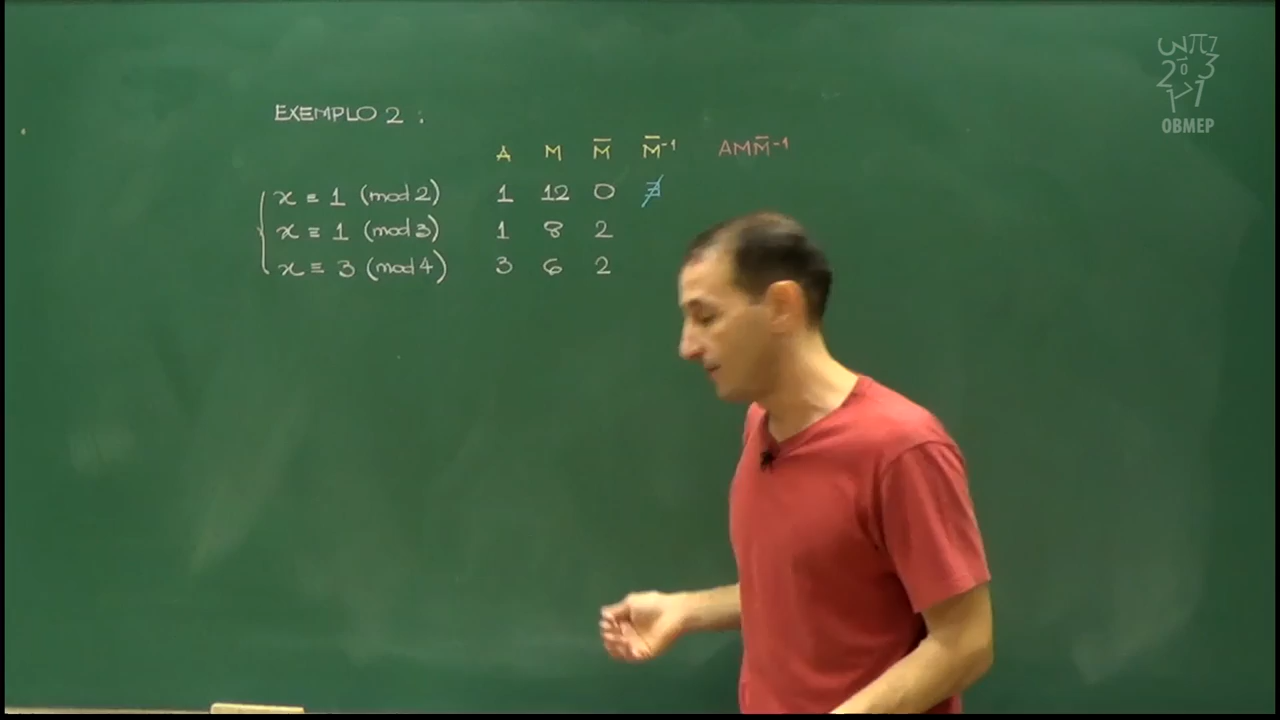 EXEMPLO 2 :
A M M̄ M̄⁻¹ AMM̄⁻¹
x ≡ 1 (mod 2) 1 12 0 ∄
x ≡ 1 (mod 3) 1 8 2
x ≡ 3 (mod 4) 3 6 2
OBMEP